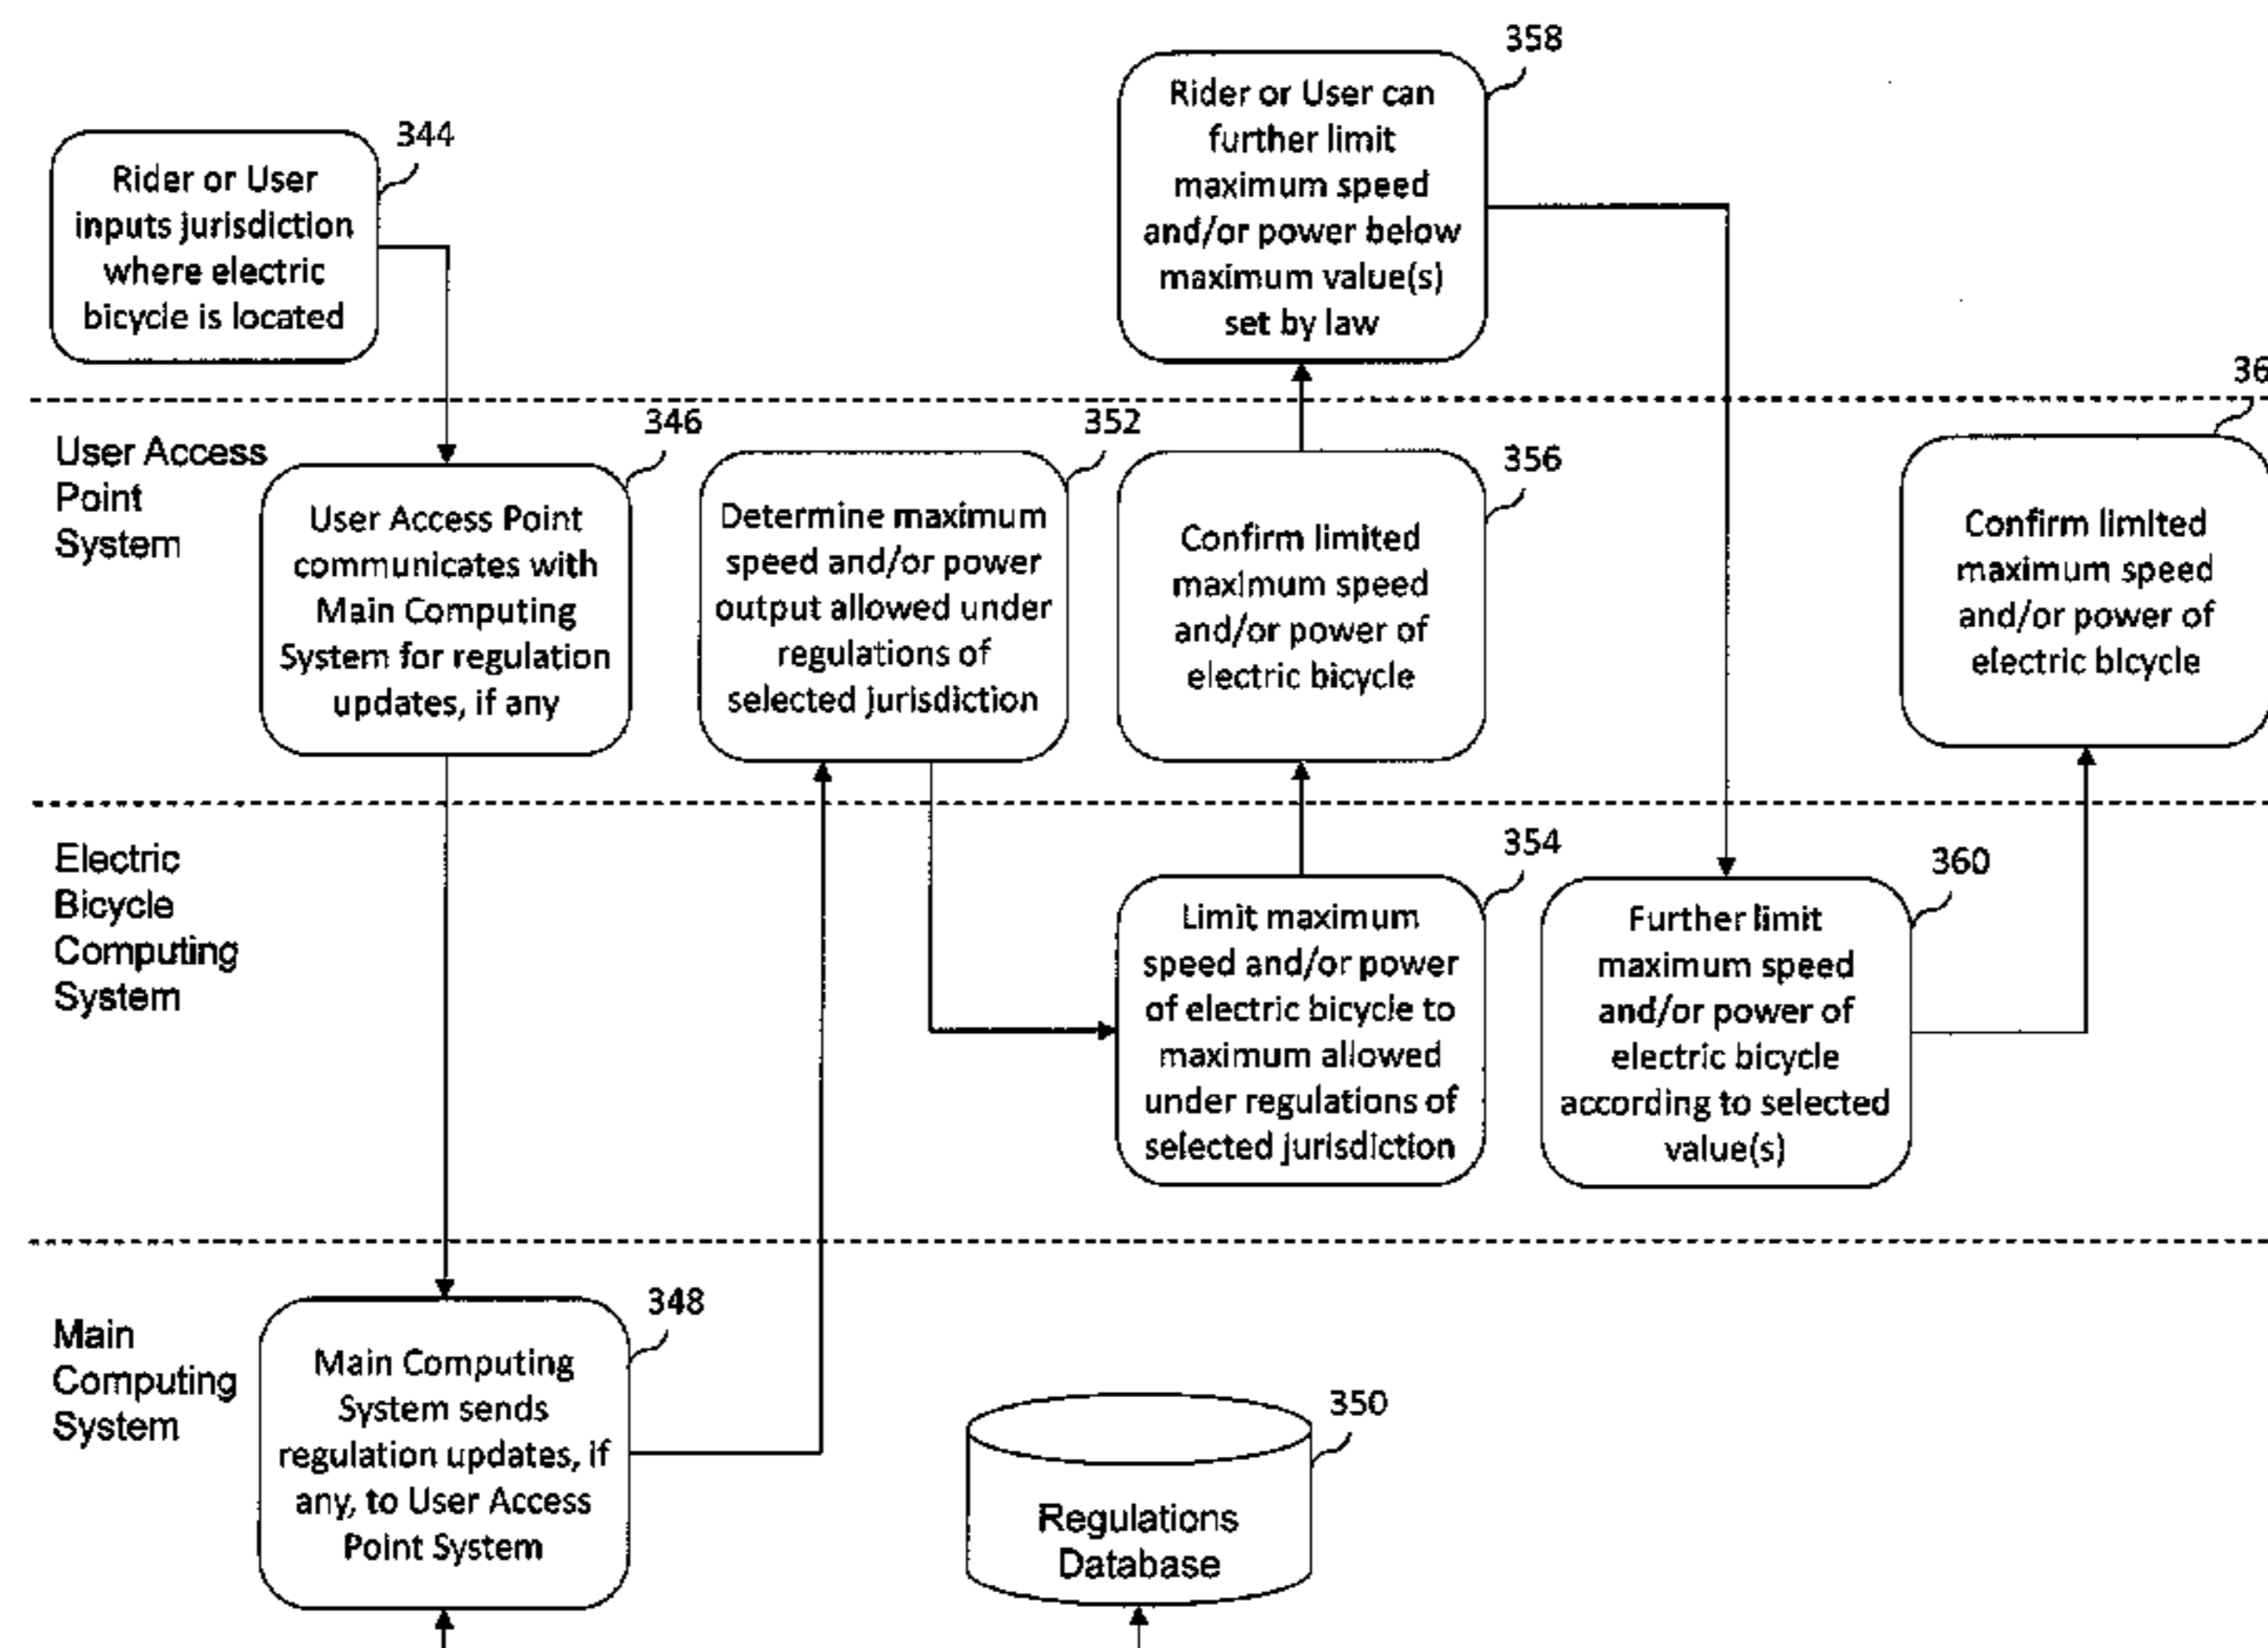 358
Rider or User can
further limit
maximum speed
and/or power below
maximum value(s)
set by law
344
Rider or User
inputs jurisdiction
where electric
bicycle is located
36
User Access
Point
System
346
User Access Point
communicates with
Main Computing
System for regulation
updates, if any
352
Determine maximum
speed and/or power
output allowed under
regulations of
selected jurisdiction
356
Confirm limited
maximum speed
and/or power of
electric bicycle
Confirm limited
maximum speed
and/or power of
electric bicycle
Electric
Bicycle
Computing
System
354
Limit maximum
speed and/or power
of electric bicycle to
maximum allowed
under regulations of
selected jurisdiction
360
Further limit
maximum speed
and/or power of
electric bicycle
according to selected
value(s)
Main
Computing
System
348
Main Computing
System sends
regulation updates, if
any, to User Access
Point System
350
Regulations
Database